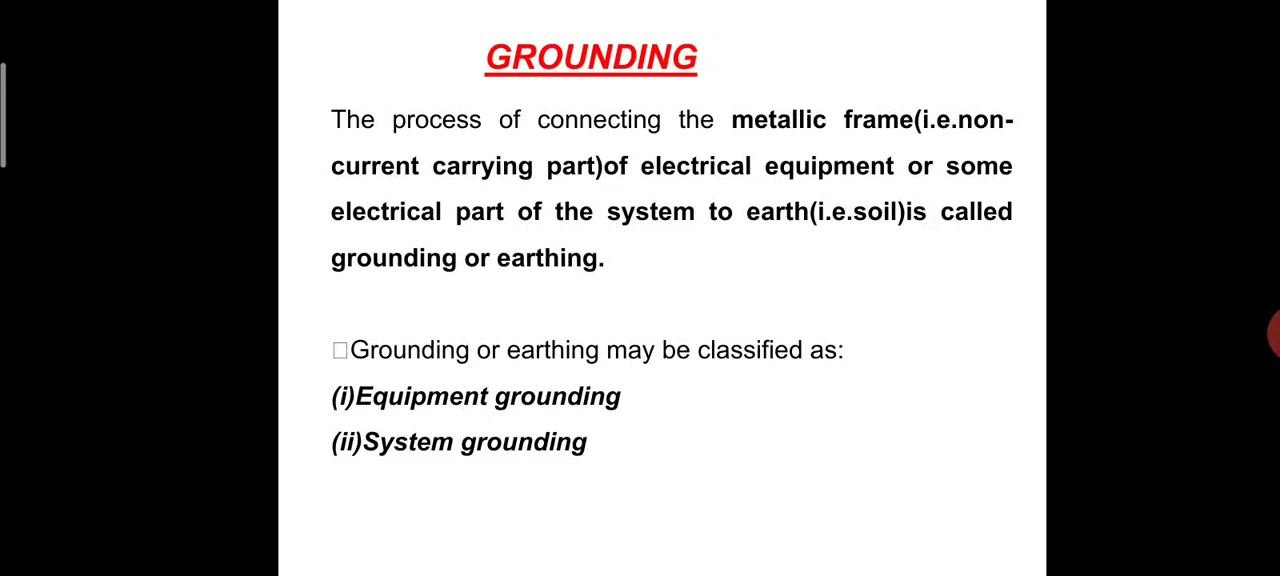 GROUNDING
The process of connecting the metallic frame(i.e.non-
current carrying part)of electrical equipment or some
electrical part of the system to earth(i.e.soil)is called
grounding or earthing.
□Grounding or earthing may be classified as:
(i)Equipment grounding
(ii)System grounding